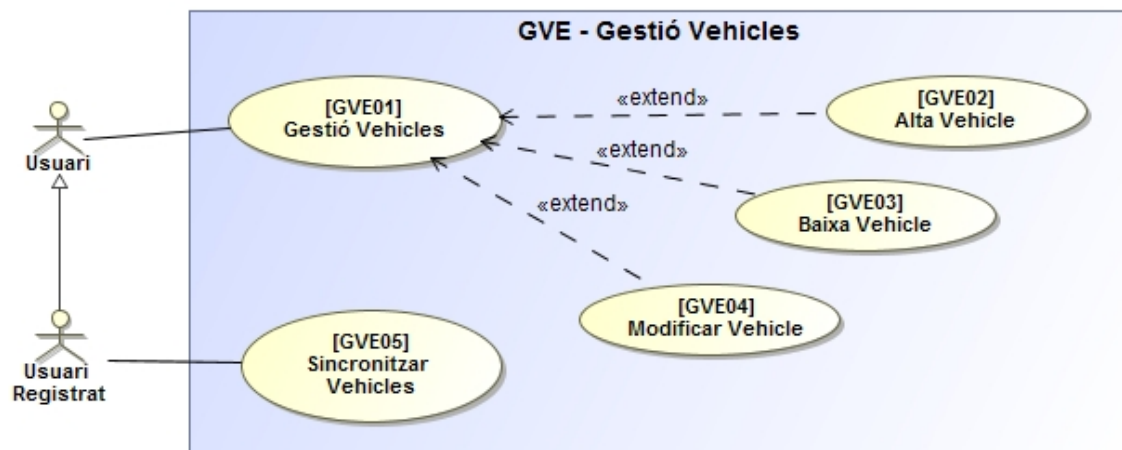 GVE - Gestió Vehicles
[GVE01]
Gestió Vehicles
«extend»
[GVE02]
Alta Vehicle
«extend»
[GVE03]
Baixa Vehicle
«extend»
[GVE04]
Modificar Vehicle
Usuari
[GVE05]
Sincronitzar
Vehicles
Usuari
Registrat